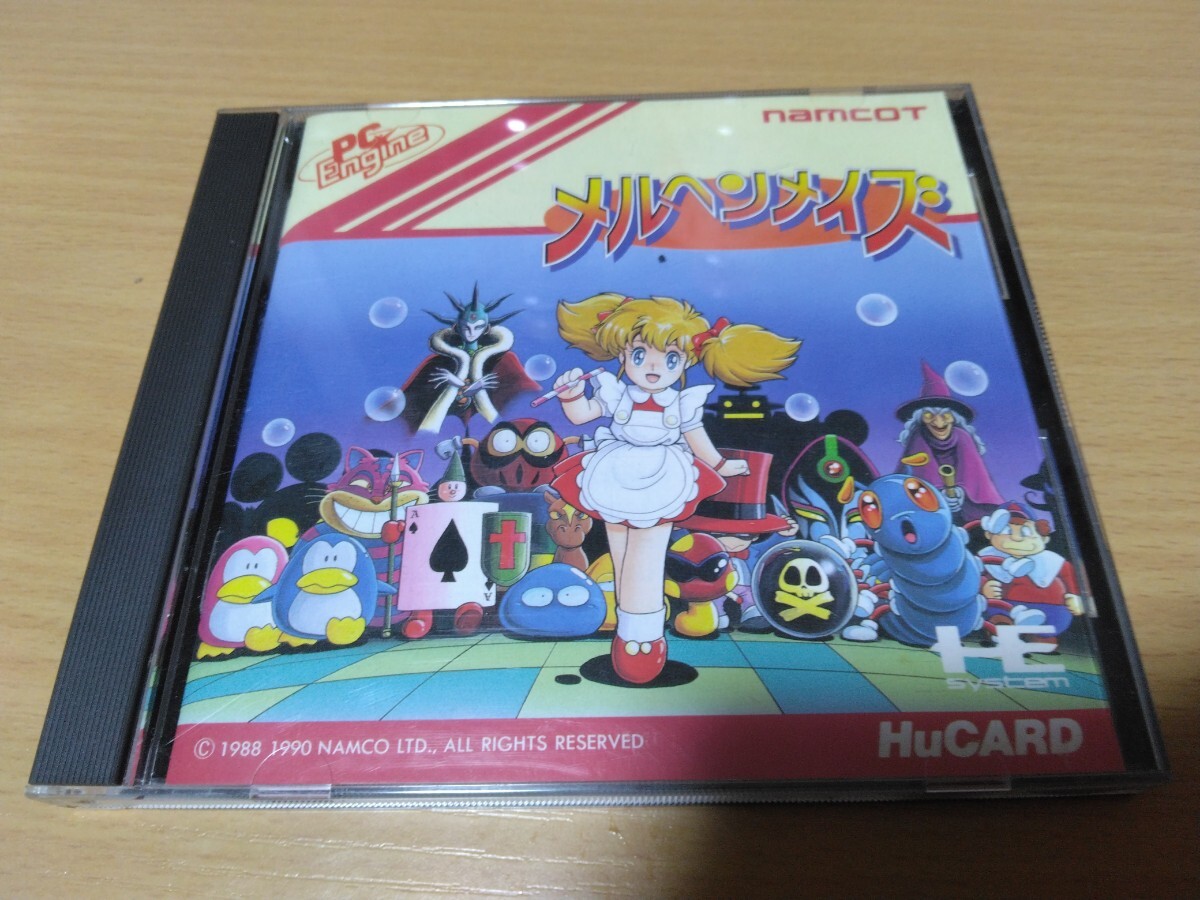 PC Engine
namcoT
メルヘンメイズ
A
A
HE system
© 1988 1990 NAMCO LTD., ALL RIGHTS RESERVED
HuCARD